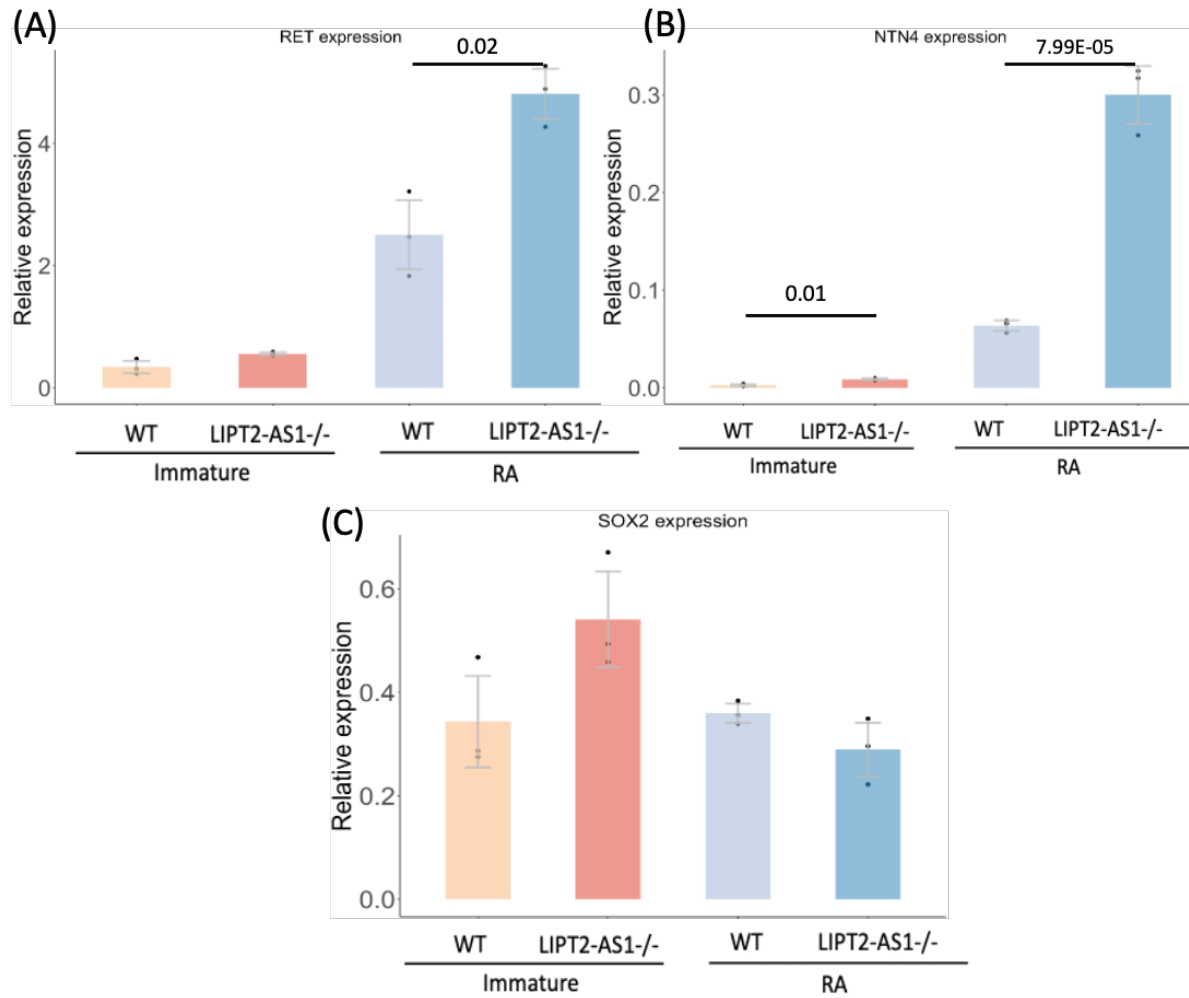 (A)
RET expression
0.02
Relative expression
4
2
0
WT LIPT2-AS1-/- WT LIPT2-AS1-/-
Immature RA
(B)
NTN4 expression
7.99E-05
Relative expression
0.3
0.2
0.1
0.01
0.0
WT LIPT2-AS1-/- WT LIPT2-AS1-/-
Immature RA
(C)
SOX2 expression
Relative expression
0.6
0.4
0.2
0.0
WT LIPT2-AS1-/- WT LIPT2-AS1-/-
Immature RA